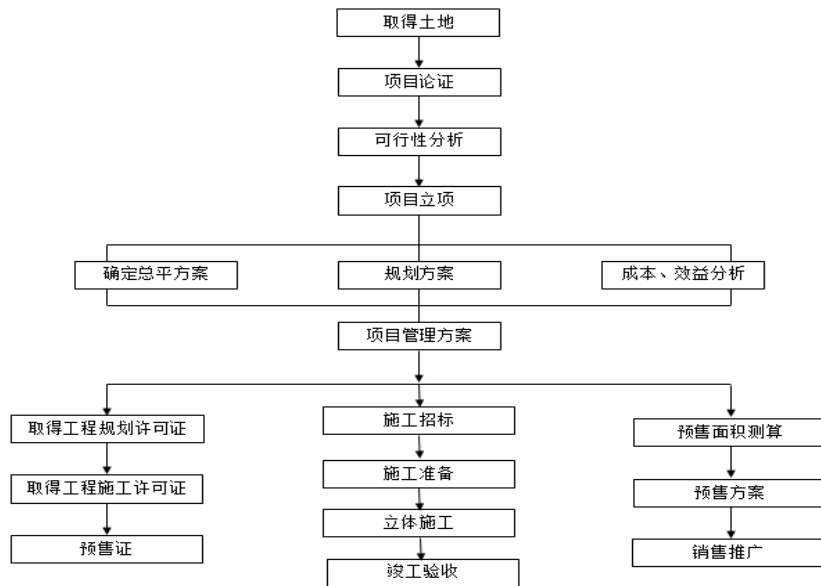 取得土地
项目论证
可行性分析
项目立项
确定总平方案
规划方案
成本、效益分析
项目管理方案
取得工程规划许可证
施工招标
预售面积测算
取得工程施工许可证
施工准备
预售方案
预售证
立体施工
销售推广
竣工验收